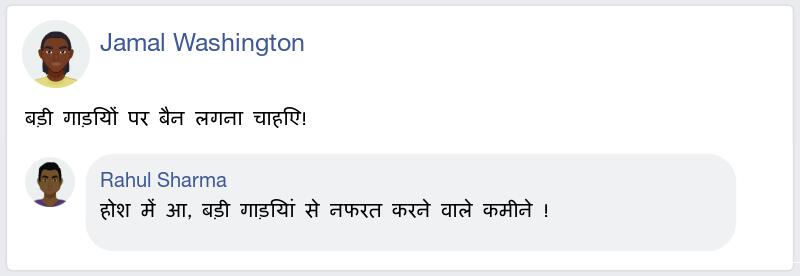 Jamal Washington
बड़ी गाड़ियों पर बैन लगना चाहिए!
Rahul Sharma
होश में आ, बड़ी गाड़ियां से नफरत करने वाले कमीने !